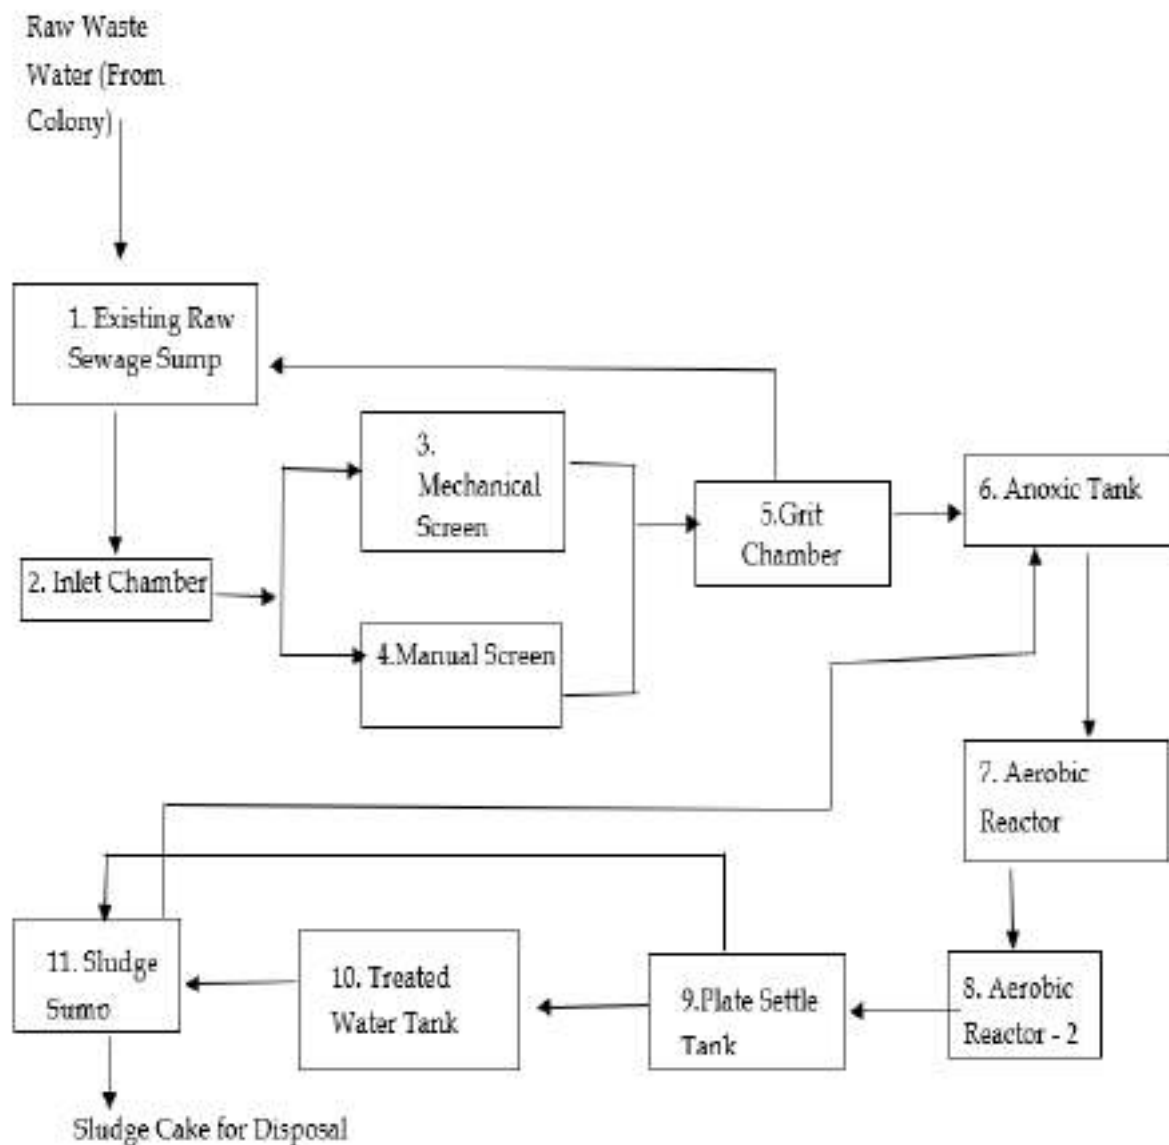 Raw Waste
Water (From
Colony)
1. Existing Raw
Sewage Sump
3.
Mechanical
Screen
6. Anoxic Tank
5.Grit
Chamber
2. Inlet Chamber
4.Manual Screen
7. Aerobic
Reactor
11. Sludge
Sumo
10. Treated
Water Tank
9.Plate Settle
Tank
8. Aerobic
Reactor - 2
Sludge Cake for Disposal